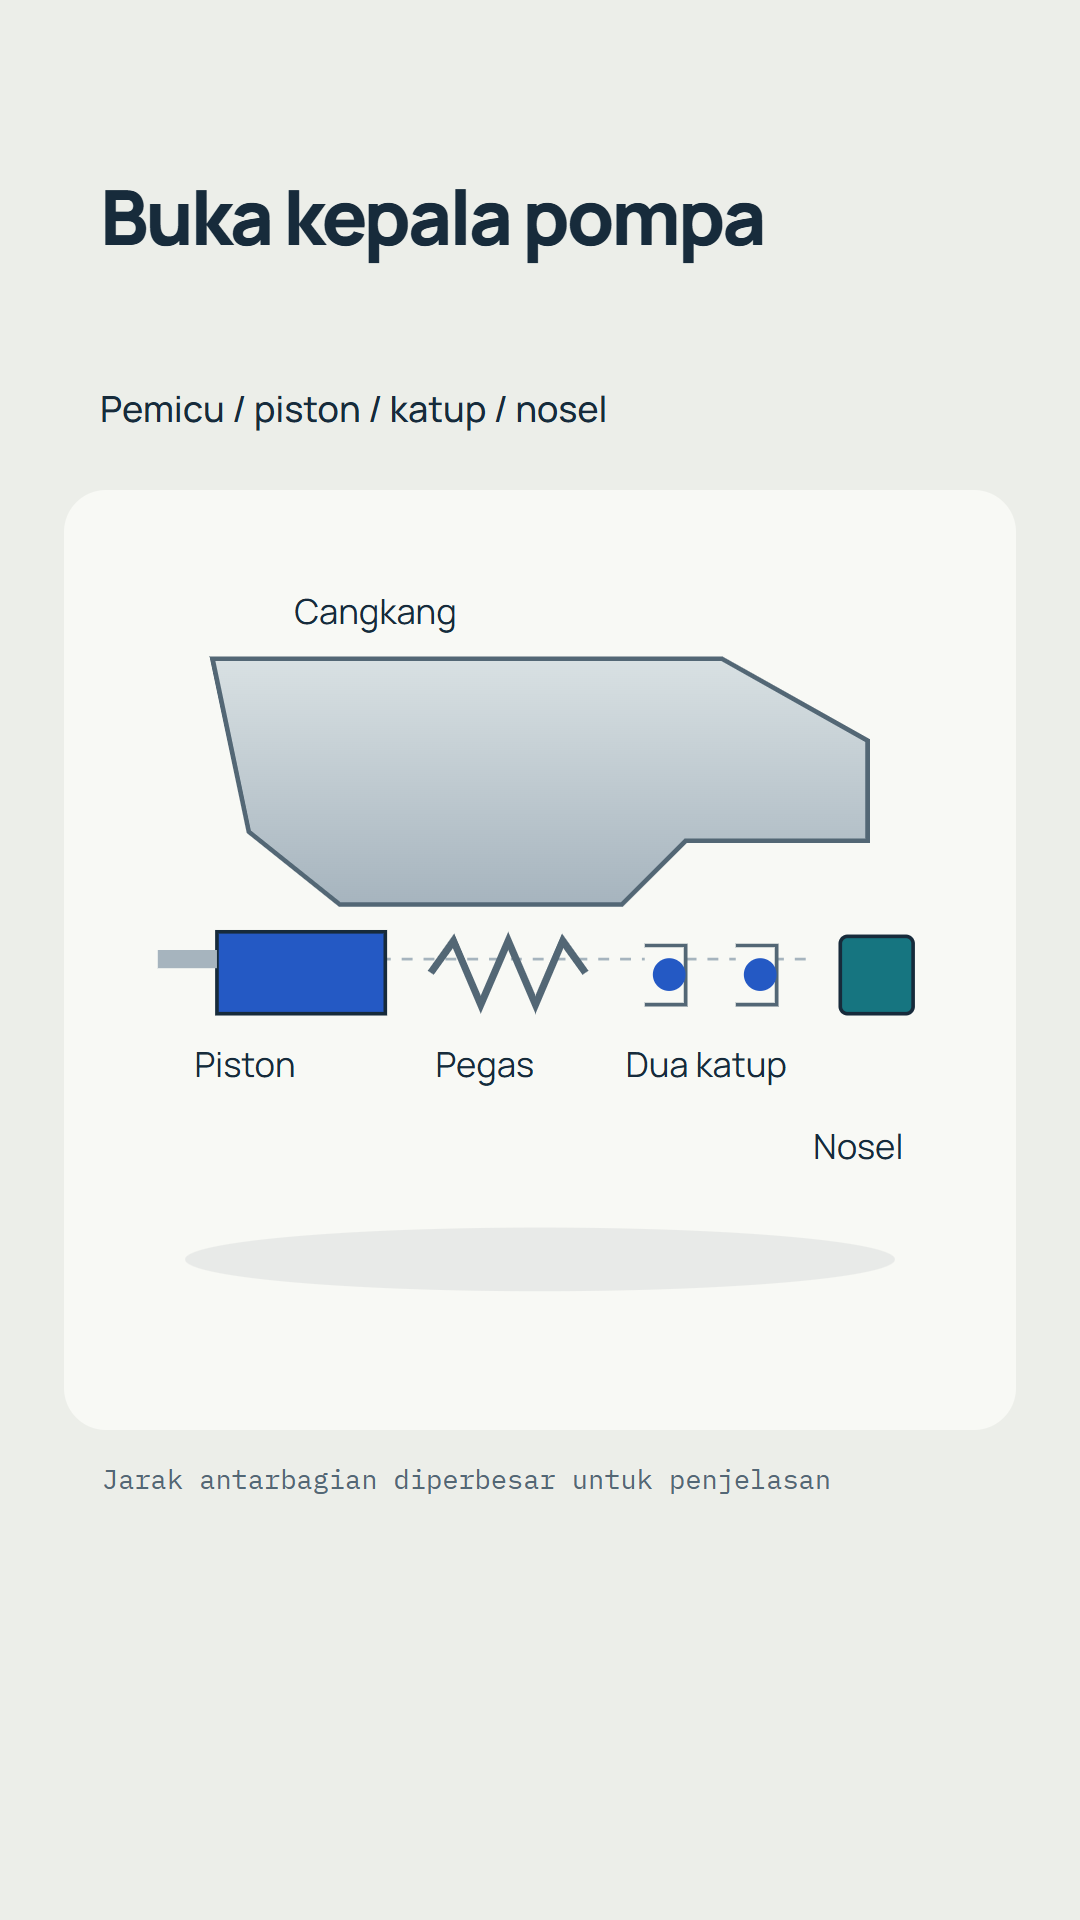 Buka kepala pompa
Pemicu / piston / katup / nosel
Cangkang
Piston
Pegas
Dua katup
Nosel
Jarak antarbagian diperbesar untuk penjelasan